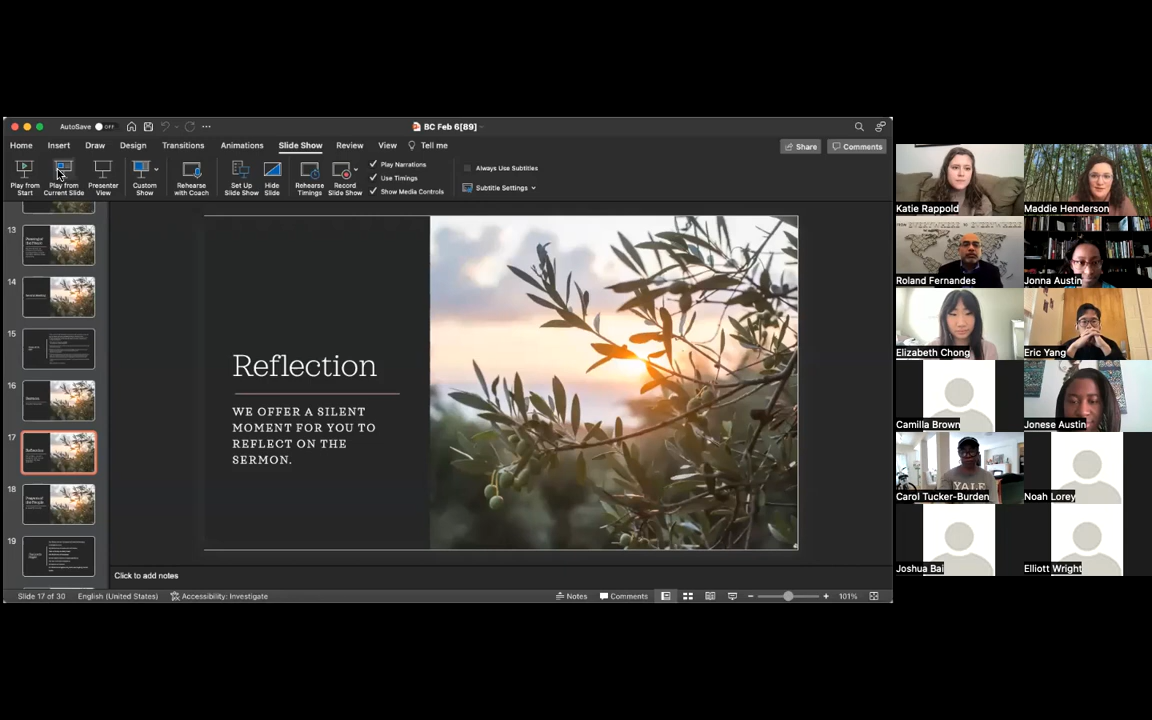 AutoSave OFF
BC Feb 6[89]
Home Insert Draw Design Transitions Animations Slide Show Review View Tell me
Share Comments
Play from Start
Play from Current Slide
Presenter View
Custom Show
Rehearse with Coach
Set Up Slide Show
Hide Slide
Rehearse Timings
Record Slide Show
Play Narrations
Use Timings
Show Media Controls
Always Use Subtitles
Subtitle Settings
13
14
15
16
17
18
19
Reflection
WE OFFER A SILENT
MOMENT FOR YOU TO
REFLECT ON THE
SERMON.
Click to add notes
Slide 17 of 30 English (United States) Accessibility: Investigate Notes Comments 101%
Katie Rappold
Maddie Henderson
Roland Fernandes
Jonna Austin
Elizabeth Chong
Eric Yang
Camilla Brown
Jonese Austin
YALE
Carol Tucker-Burden
Noah Lorey
Joshua Bai
Elliott Wright